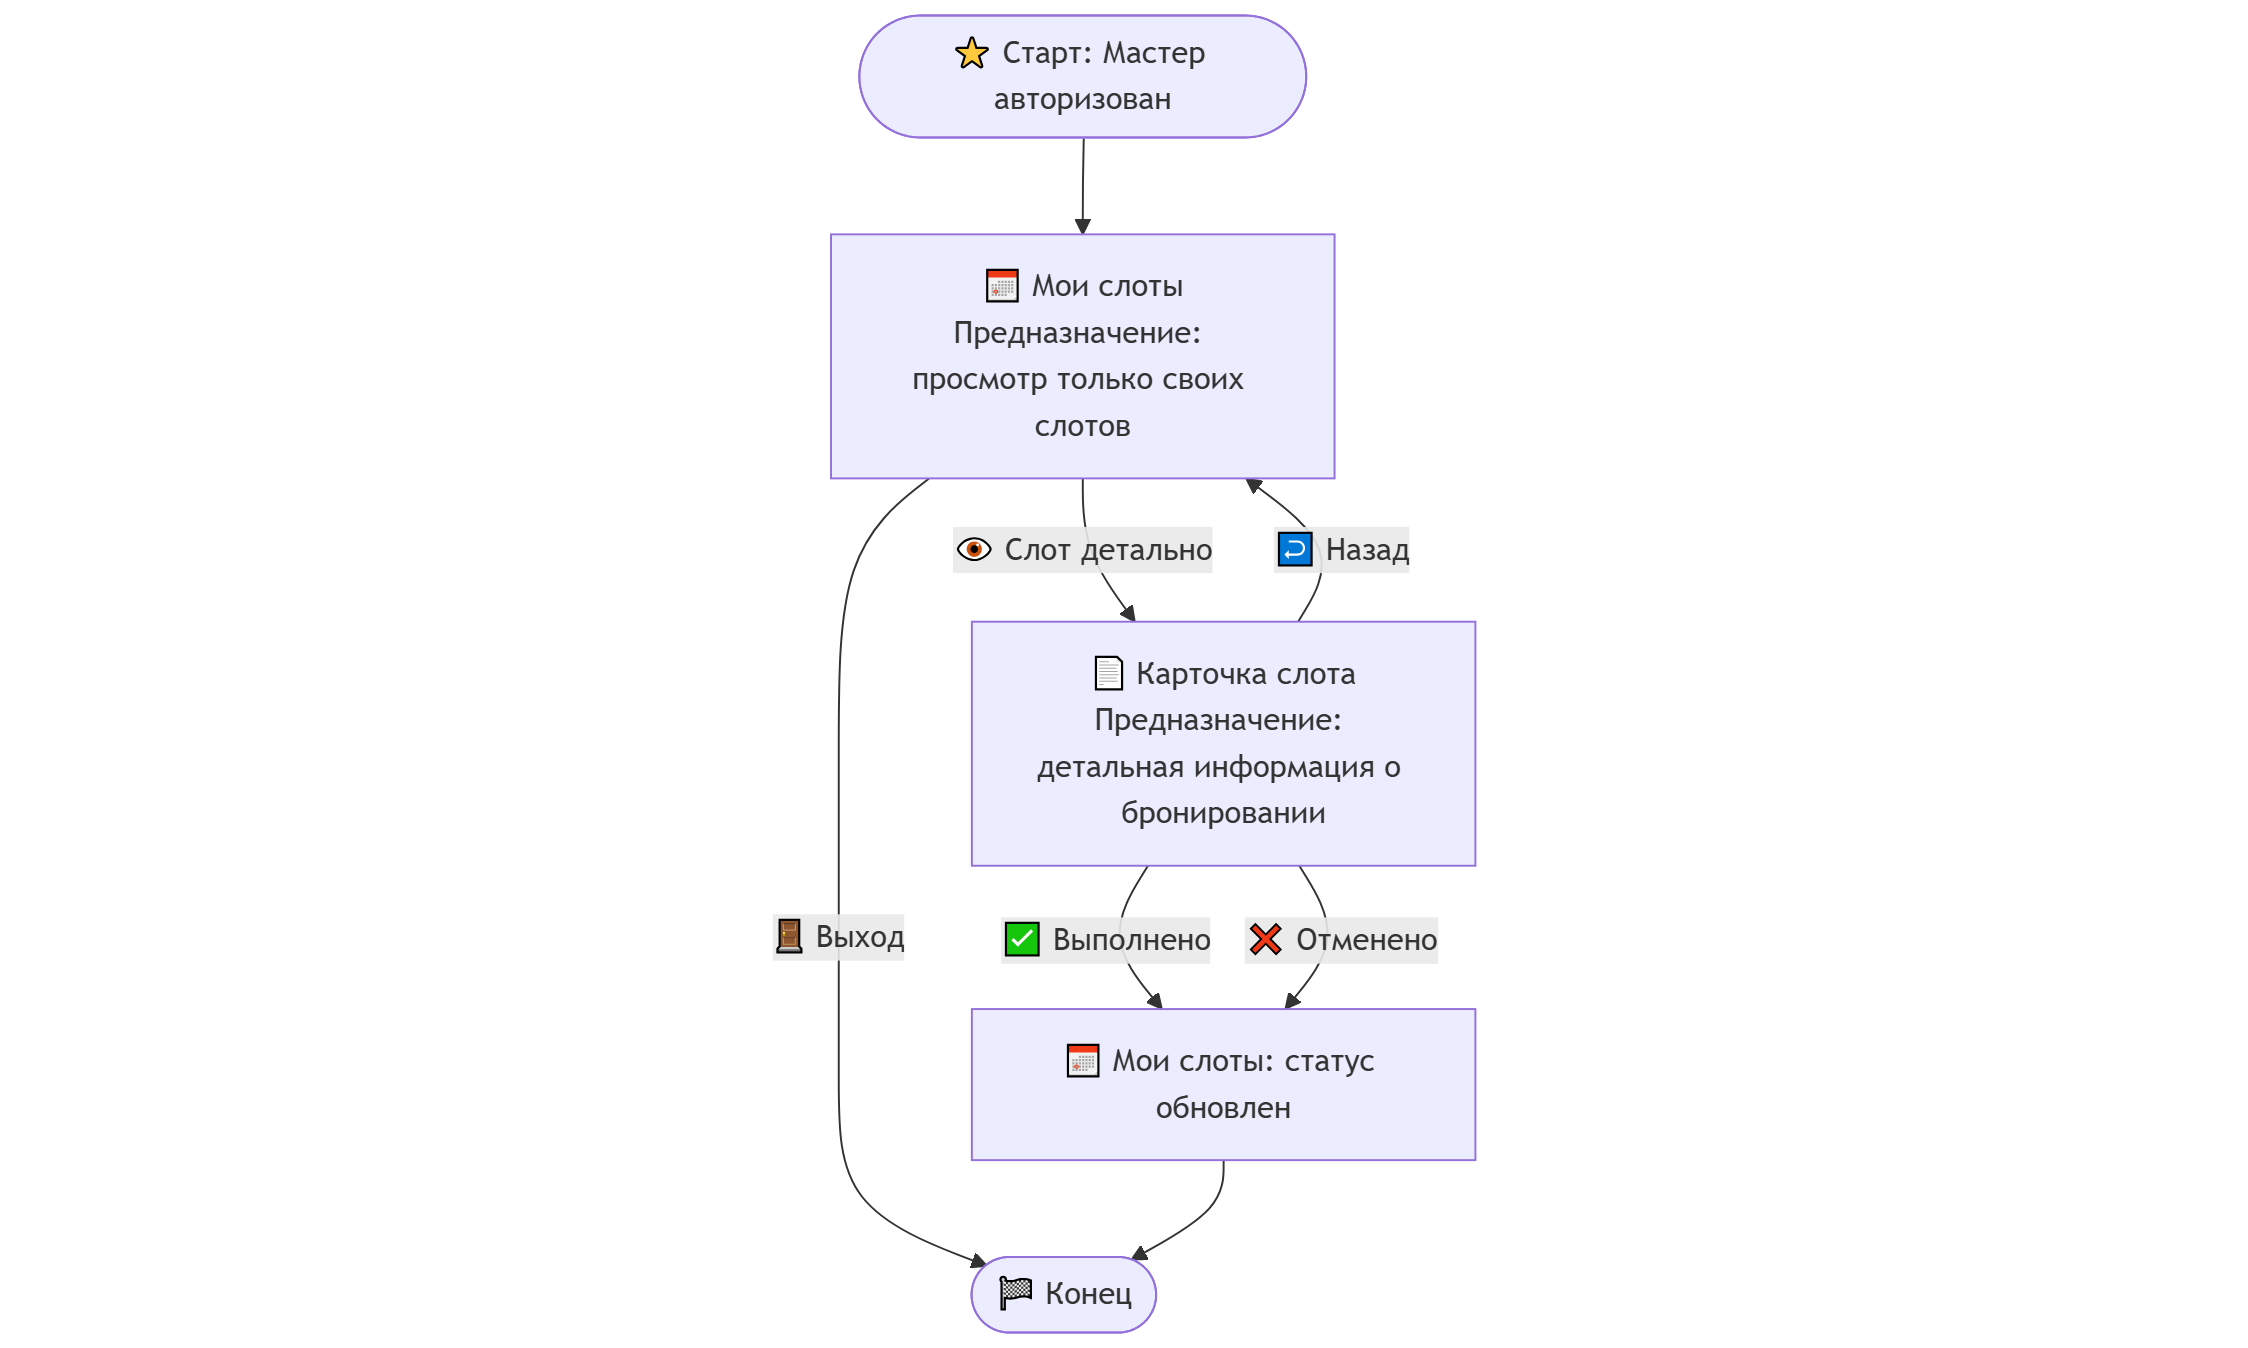 ⭐ Старт: Мастер
авторизован
📅 Мои слоты
Предназначение:
просмотр только своих
слотов
👁 Слот детально
↩ Назад
📄 Карточка слота
Предназначение:
детальная информация о
бронировании
🚪 Выход
✅ Выполнено
❌ Отменено
📅 Мои слоты: статус
обновлен
🏁 Конец